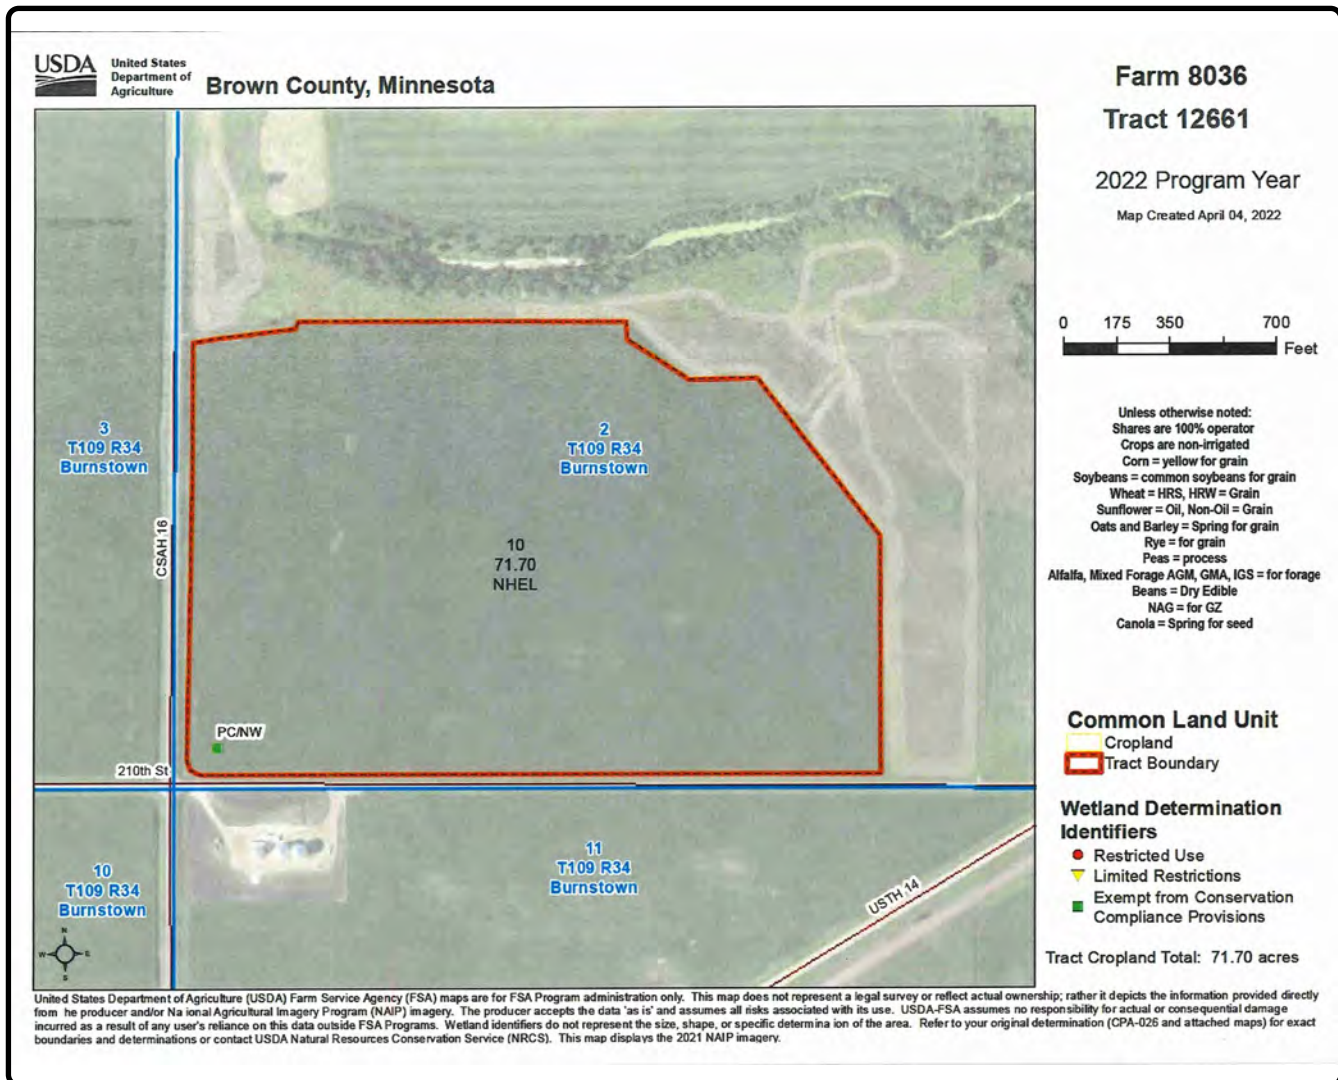 USDA
United States
Department of
Agriculture
Brown County, Minnesota
Farm 8036
Tract 12661
2022 Program Year
Map Created April 04, 2022
0 175 350 700
Feet
Unless otherwise noted:
Shares are 100% operator
Crops are non-irrigated
Corn = yellow for grain
Soybeans = common soybeans for grain
Wheat = HRS, HRW = Grain
Sunflower = Oil, Non-Oil = Grain
Oats and Barley = Spring for grain
Rye = for grain
Peas = process
Alfalfa, Mixed Forage AGM, GMA, IGS = for forage
Beans = Dry Edible
NAG = for GZ
Canola = Spring for seed
3
T109 R34
Burnstown
2
T109 R34
Burnstown
CSAH 16
10
71.70
NHEL
PC/NW
210th St
10
T109 R34
Burnstown
11
T109 R34
Burnstown
USTH 14
N
W E
S
Common Land Unit
Cropland
Tract Boundary
Wetland Determination
Identifiers
Restricted Use
Limited Restrictions
Exempt from Conservation
Compliance Provisions
Tract Cropland Total: 71.70 acres
United States Department of Agriculture (USDA) Farm Service Agency (FSA) maps are for FSA Program administration only. This map does not represent a legal survey or reflect actual ownership; rather it depicts the information provided directly
from he producer and/or Na ional Agricultural Imagery Program (NAIP) imagery. The producer accepts the data 'as is' and assumes all risks associated with its use. USDA-FSA assumes no responsibility for actual or consequential damage
incurred as a result of any user's reliance on this data outside FSA Programs. Wetland identifiers do not represent the size, shape, or specific determina ion of the area. Refer to your original determination (CPA-026 and attached maps) for exact
boundaries and determinations or contact USDA Natural Resources Conservation Service (NRCS). This map displays the 2021 NAIP imagery.